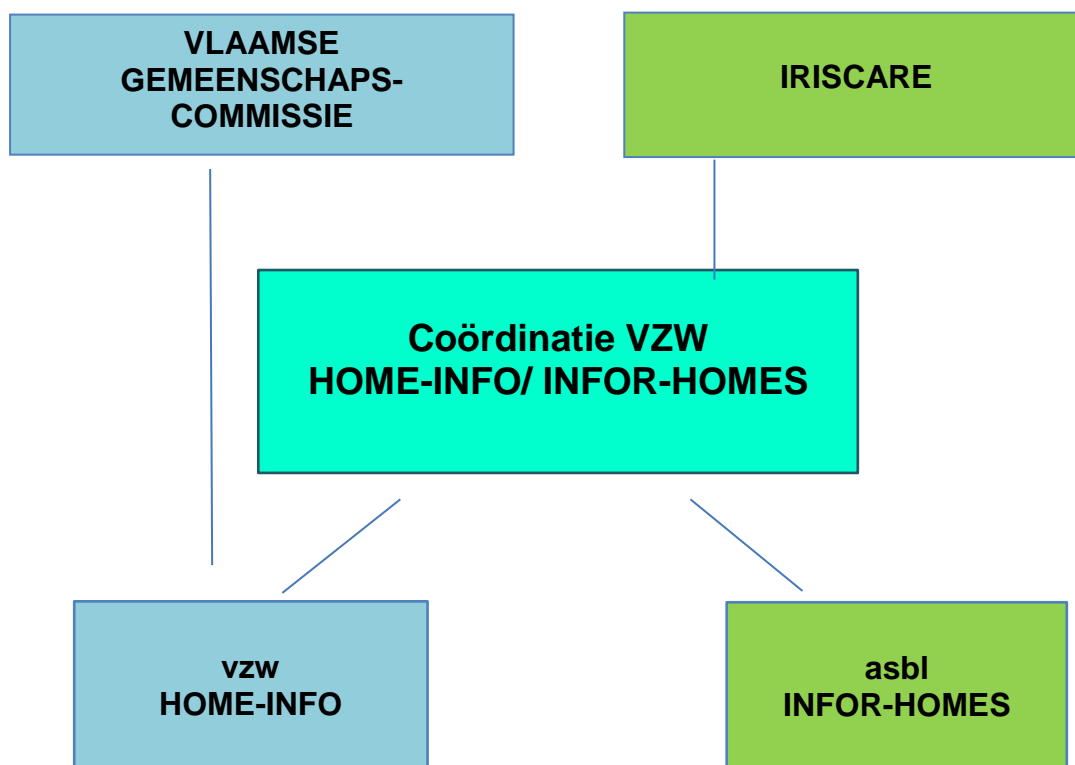 VLAAMSE
GEMEENSCHAPS-
COMMISSIE
IRISCARE
Coördinatie VZW
HOME-INFO/ INFOR-HOMES
vzw
HOME-INFO
asbl
INFOR-HOMES